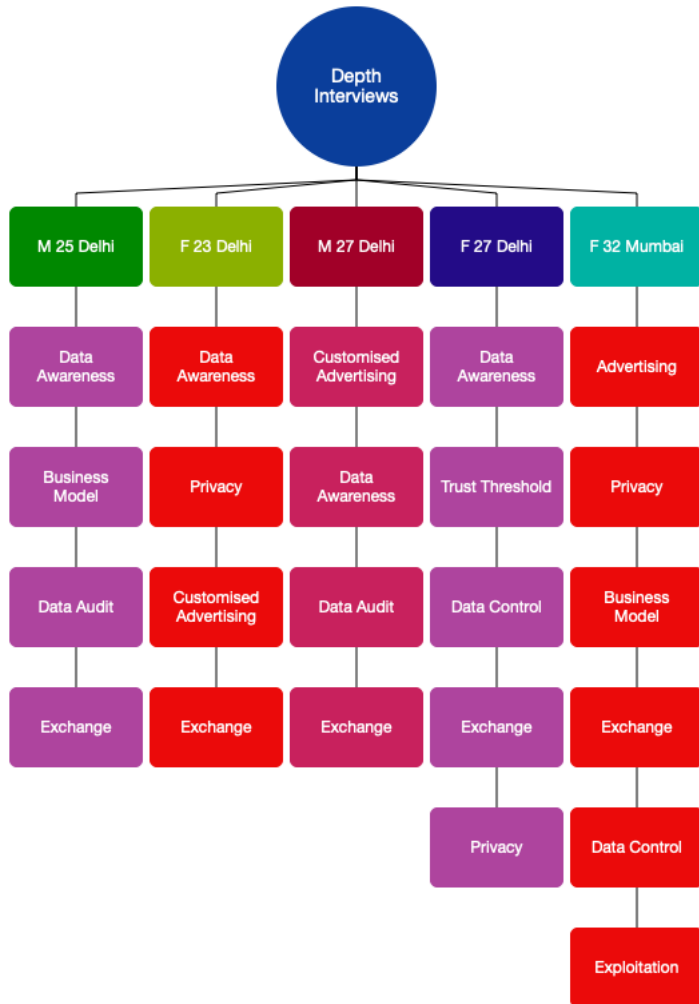 Depth
Interviews
M 25 Delhi
F 23 Delhi
M 27 Delhi
F 27 Delhi
F 32 Mumbai
Data
Awareness
Data
Awareness
Customised
Advertising
Data
Awareness
Advertising
Business
Model
Privacy
Data
Awareness
Trust Threshold
Privacy
Data Audit
Customised
Advertising
Data Audit
Data Control
Business
Model
Exchange
Exchange
Exchange
Exchange
Exchange
Privacy
Data Control
Exploitation